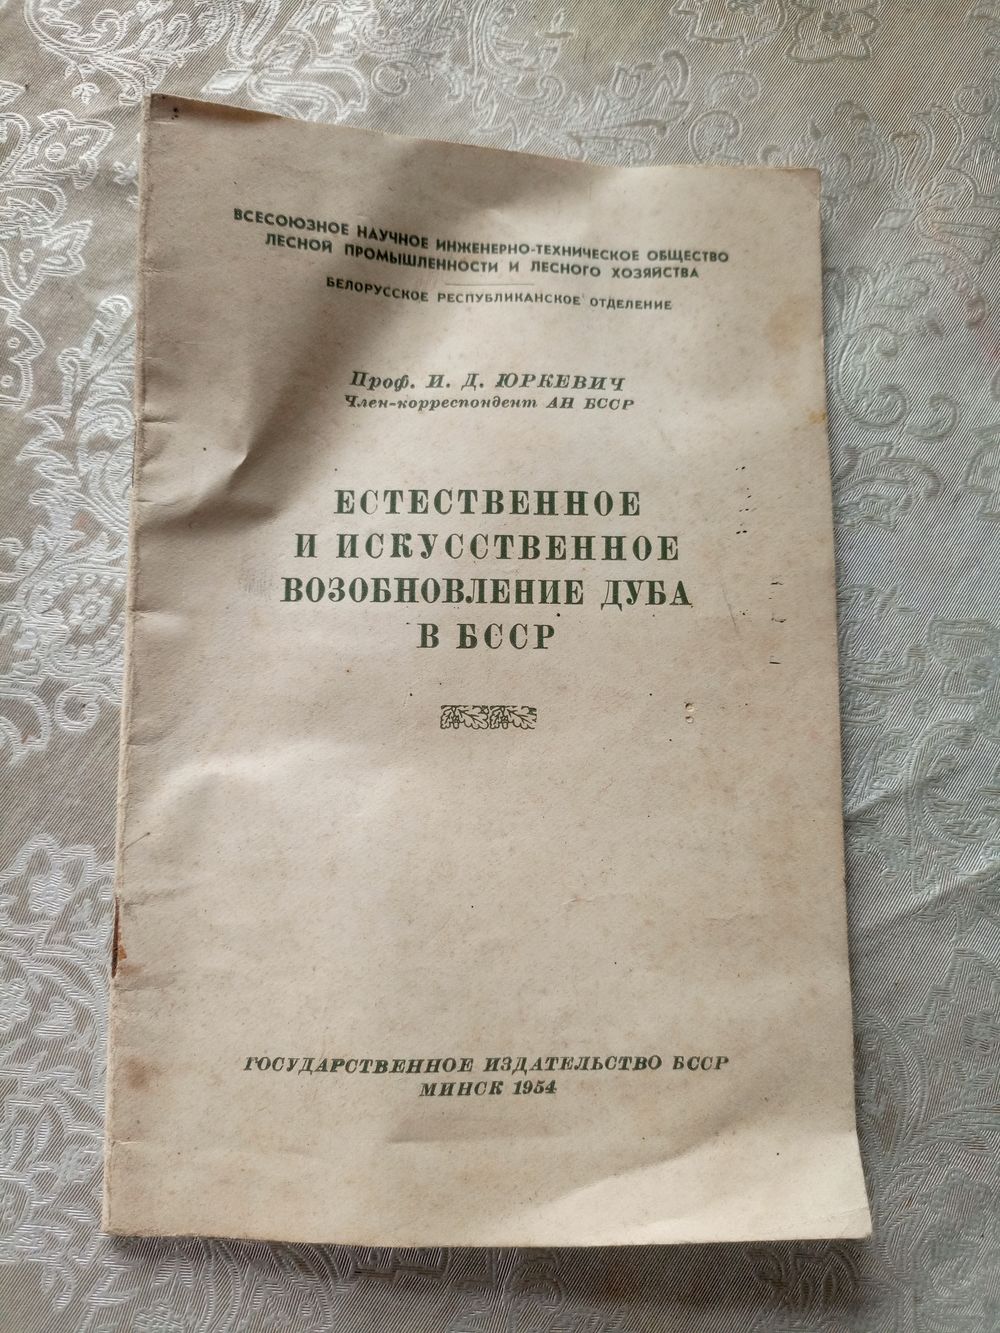 ВСЕСОЮЗНОЕ НАУЧНОЕ ИНЖЕНЕРНО-ТЕХНИЧЕСКОЕ ОБЩЕСТВО
ЛЕСНОЙ ПРОМЫШЛЕННОСТИ И ЛЕСНОГО ХОЗЯЙСТВА
БЕЛОРУССКОЕ РЕСПУБЛИКАНСКОЕ ОТДЕЛЕНИЕ
Проф. И. Д. ЮРКЕВИЧ
Член-корреспондент АН БССР
ЕСТЕСТВЕННОЕ
И ИСКУССТВЕННОЕ
ВОЗОБНОВЛЕНИЕ ДУБА
В БССР
ГОСУДАРСТВЕННОЕ ИЗДАТЕЛЬСТВО БССР
МИНСК 1954